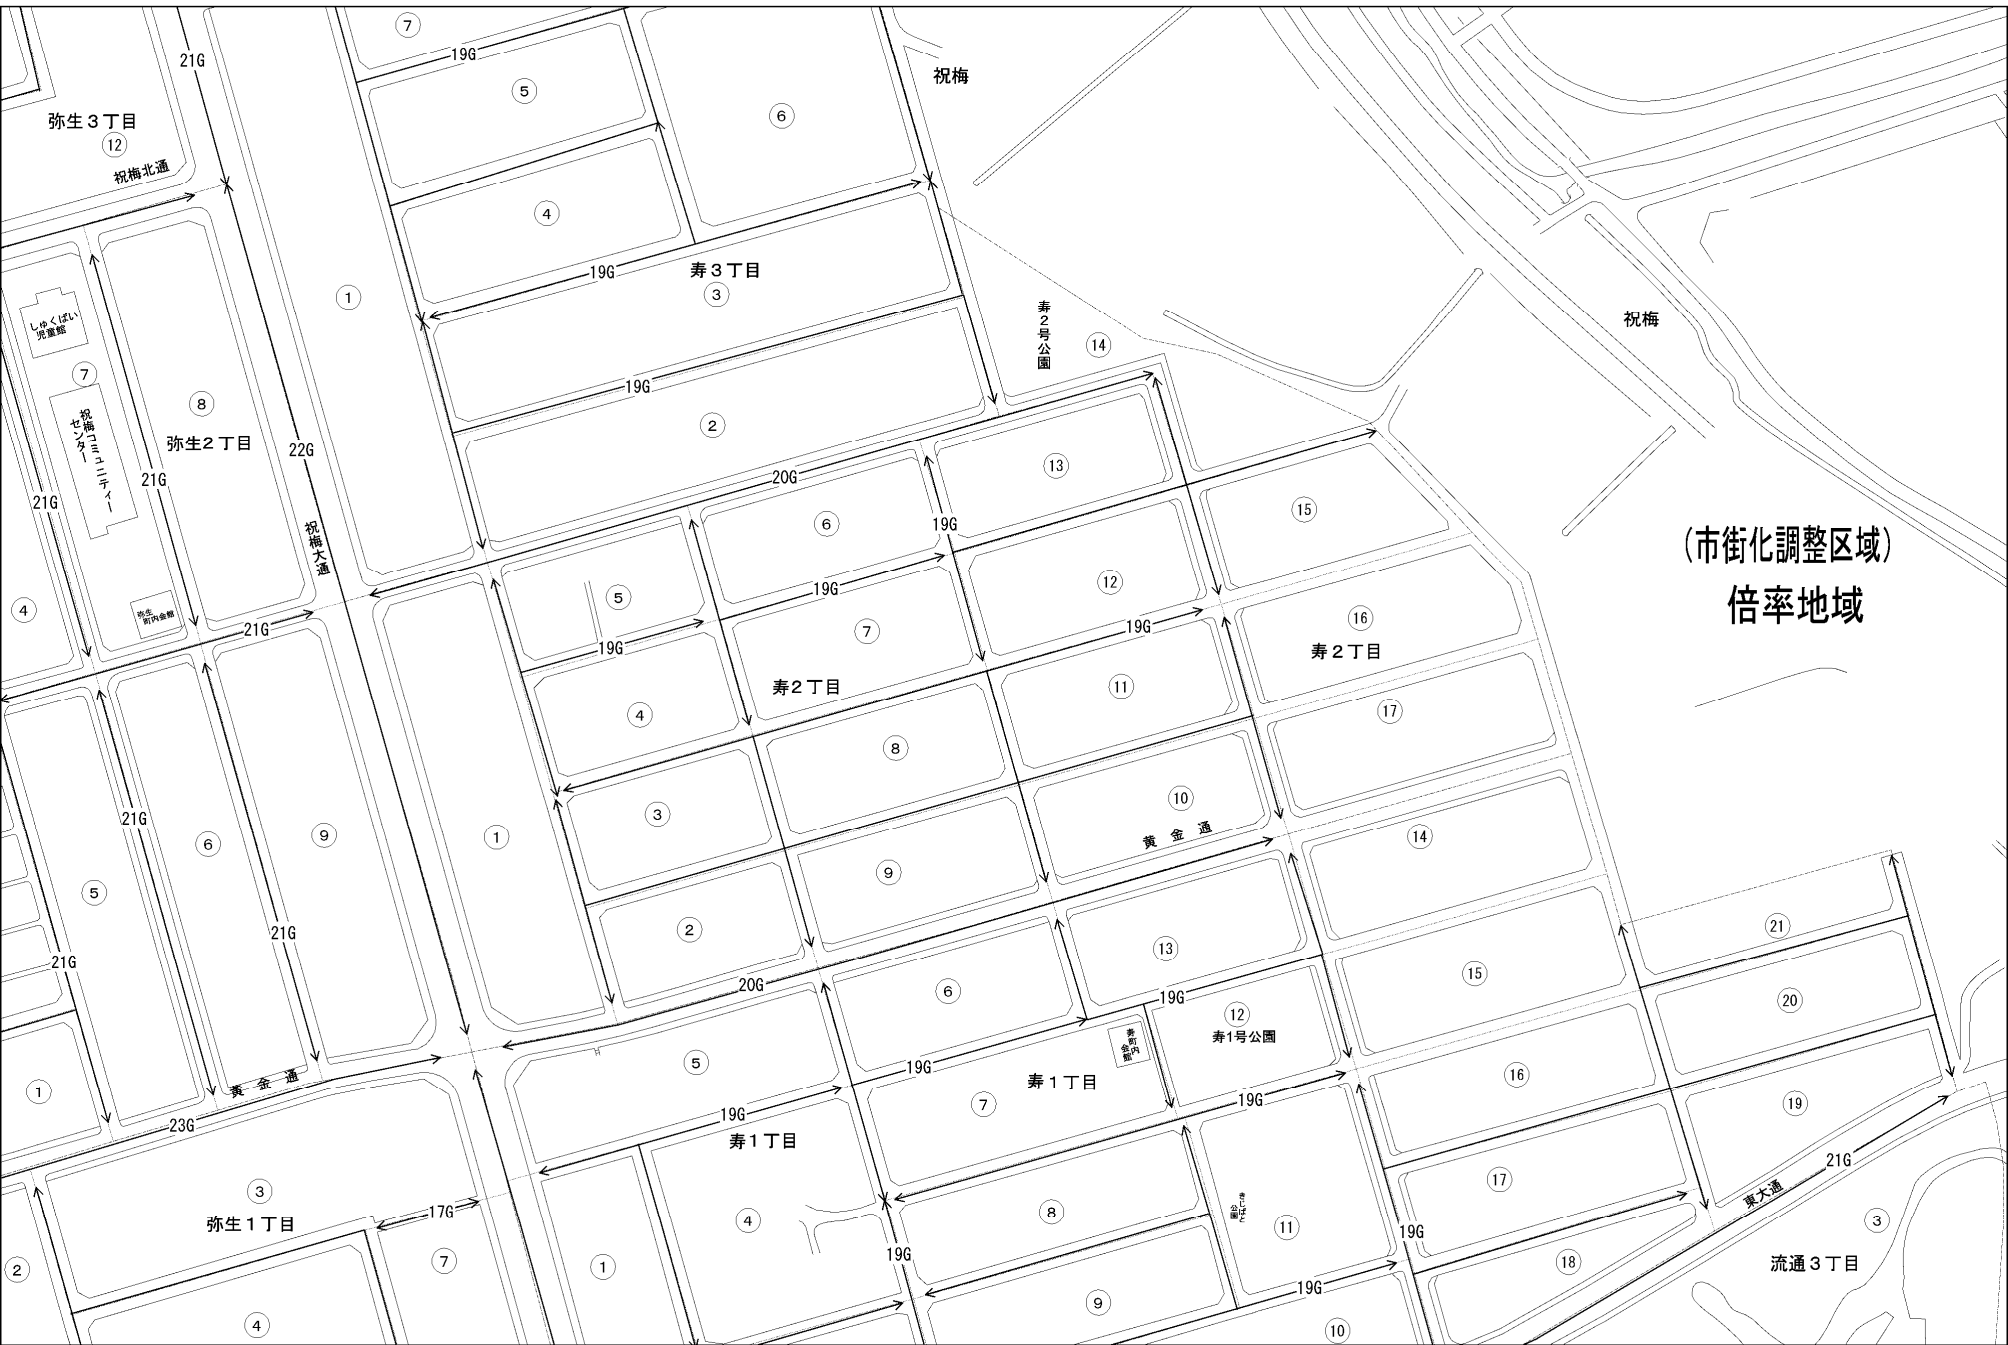 ⑦
21G
19G
祝梅
⑤
⑥
弥生３丁目
⑫
祝梅北通
④
19G
寿３丁目
③
①
しゅくばい
児童館
寿２号公園
⑭
祝梅
⑦
19G
⑧
②
祝梅コミュニティー
センター
弥生２丁目
22G
21G
20G
⑬
21G
⑥
19G
⑮
祝梅大通
(市街化調整区域)
倍率地域
⑤
19G
⑫
④
弥生
町内会館
21G
⑦
19G
⑯
19G
寿２丁目
寿２丁目
⑪
④
⑰
⑧
⑩
③
21G
⑨
①
黄金通
⑭
⑥
⑨
⑤
②
21G
⑬
㉑
21G
⑮
20G
⑥
19G
⑳
⑫
寿1号公園
寿町内
会館
⑤
19G
⑯
寿１丁目
①
黄金通
⑦
19G
⑲
23G
19G
寿１丁目
21G
⑰
③
東大通
弥生１丁目
17G
④
⑧
きじばと
公園
⑪
19G
③
19G
⑱
流通３丁目
②
⑦
①
19G
⑨
④
⑩